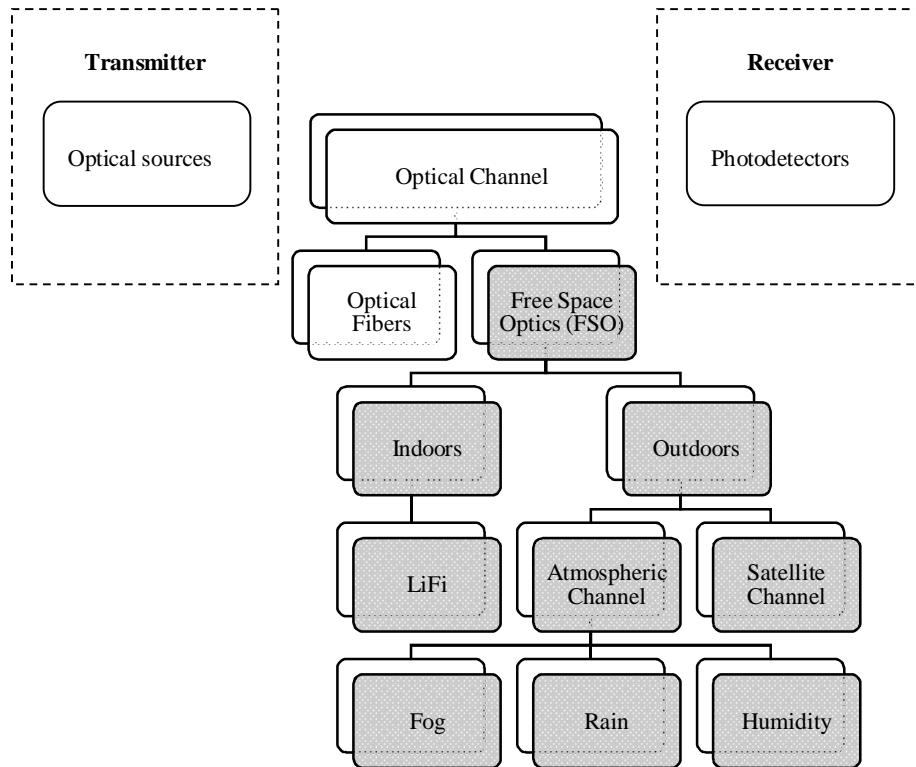 Transmitter
Receiver
Optical sources
Photodetectors
Optical Channel
Optical
Fibers
Free Space
Optics (FSO)
Indoors
Outdoors
LiFi
Atmospheric
Channel
Satellite
Channel
Fog
Rain
Humidity